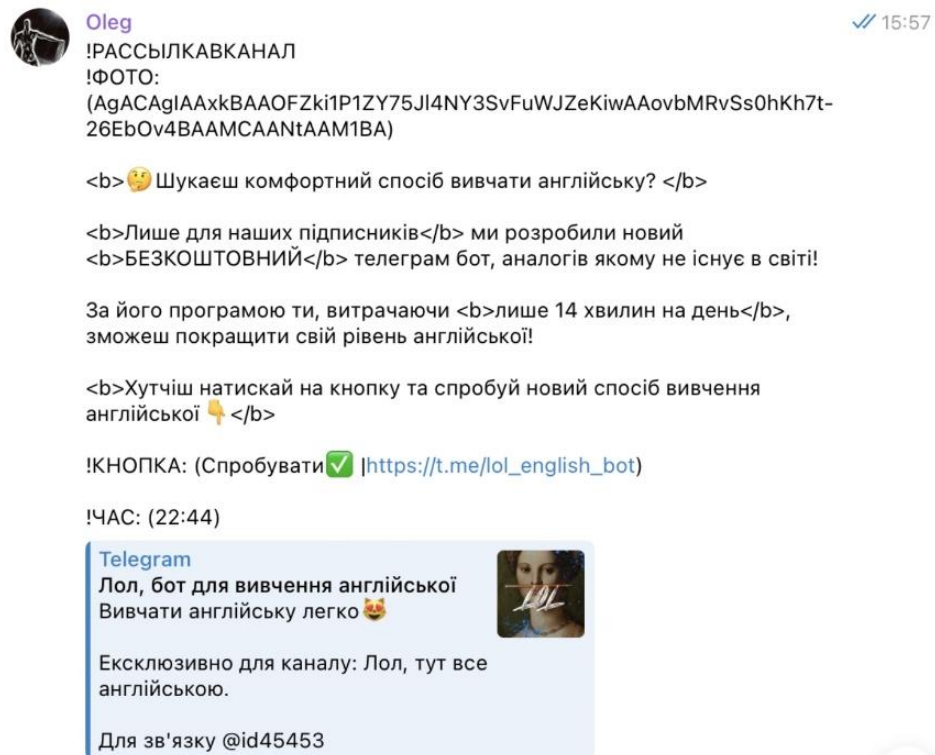 Oleg
15:57
!РАССЫЛКАВКАНАЛ
!ФОТО:
(AgACAgIAAxkBAAOFZki1P1ZY75Jl4NY3SvFuWJZeKiwAAovbMRvSs0hKh7t-
26EbOv4BAAMCAANtAAM1BA)
<b>🤔Шукаєш комфортний спосіб вивчати англійську? </b>
<b>Лише для наших підписників</b> ми розробили новий
<b>БЕЗКОШТОВНИЙ</b> телеграм бот, аналогів якому не існує в світі!
За його програмою ти, витрачаючи <b>лише 14 хвилин на день</b>,
зможеш покращити свій рівень англійської!
<b>Хутчіш натискай на кнопку та спробуй новий спосіб вивчення
англійської 👇</b>
!КНОПКА: (Спробувати✅ |https://t.me/lol_english_bot)
!ЧАС: (22:44)
Telegram
Лол, бот для вивчення англійської
Вивчати англійську легко😻
Ексклюзивно для каналу: Лол, тут все
англійською.
Для зв'язку @id45453